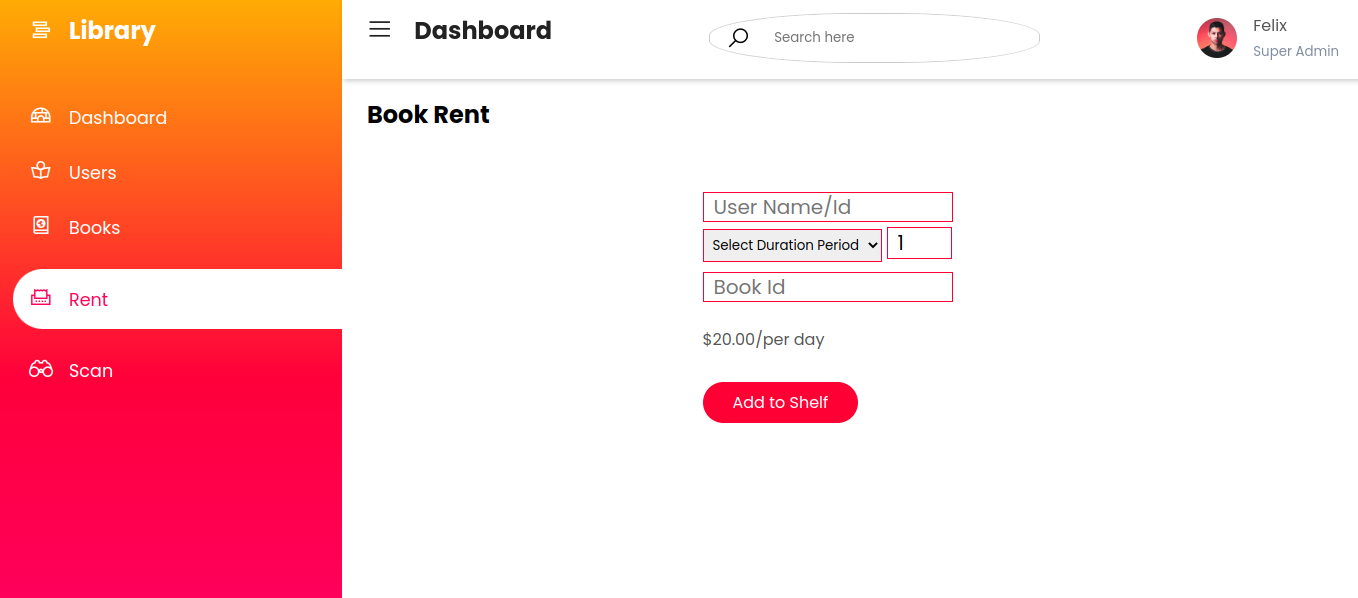 Library
Dashboard
Users
Books
Rent
Scan
Dashboard
Search here
Felix
Super Admin
Book Rent
User Name/Id
Select Duration Period 1
Book Id
$20.00/per day
Add to Shelf